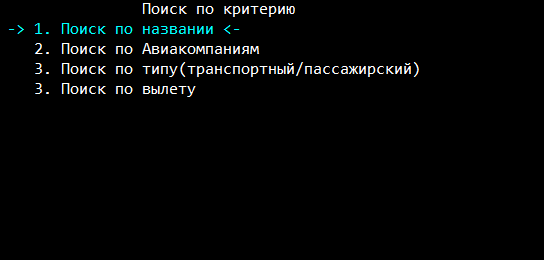 Поиск по критерию
-> 1. Поиск по названии <-
2. Поиск по Авиакомпаниям
3. Поиск по типу(транспортный/пассажирский)
3. Поиск по вылету